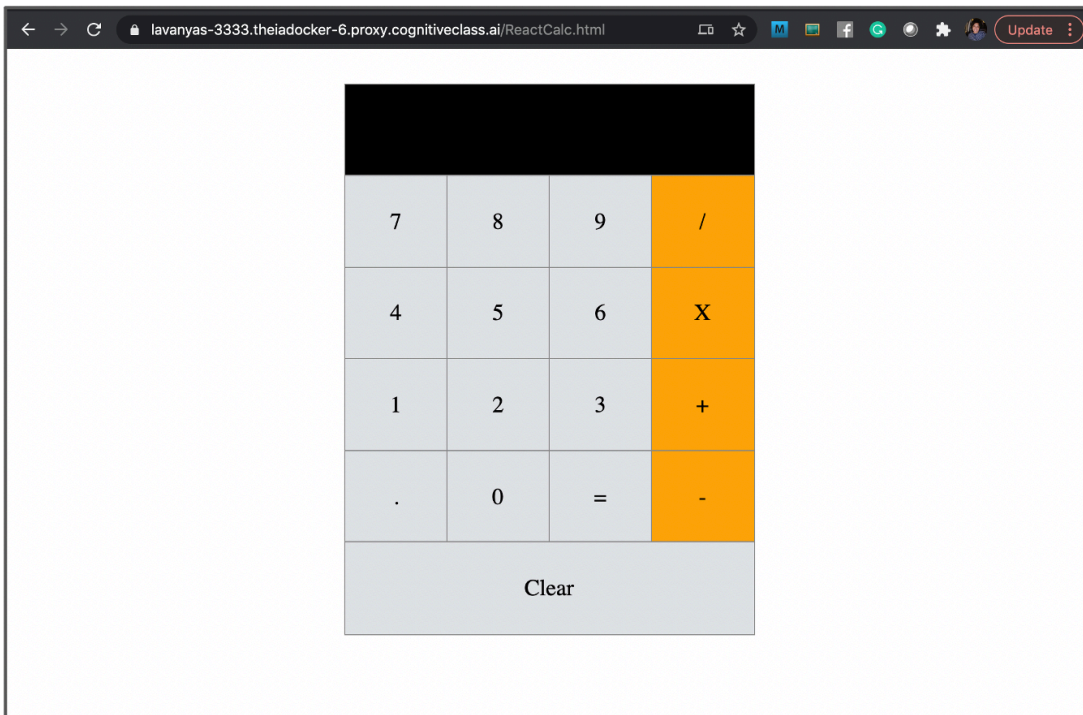 lavanyas-3333.theiadocker-6.proxy.cognitiveclass.ai/ReactCalc.html M f G Update
7 8 9 /
4 5 6 X
1 2 3 +
. 0 = -
Clear